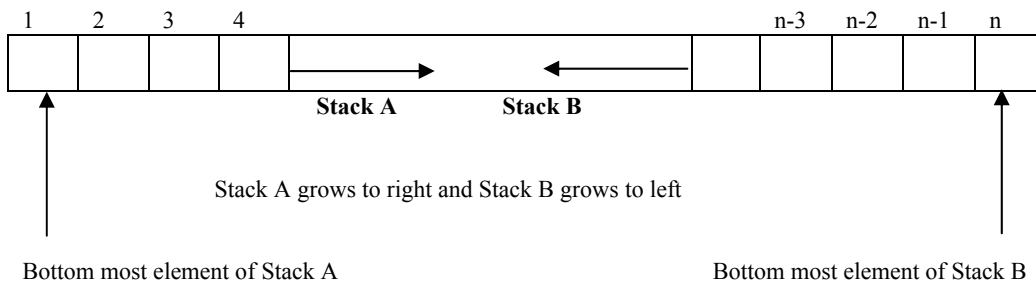 1 2 3 4 n-3 n-2 n-1 n
Stack A Stack B
Stack A grows to right and Stack B grows to left
Bottom most element of Stack A Bottom most element of Stack B